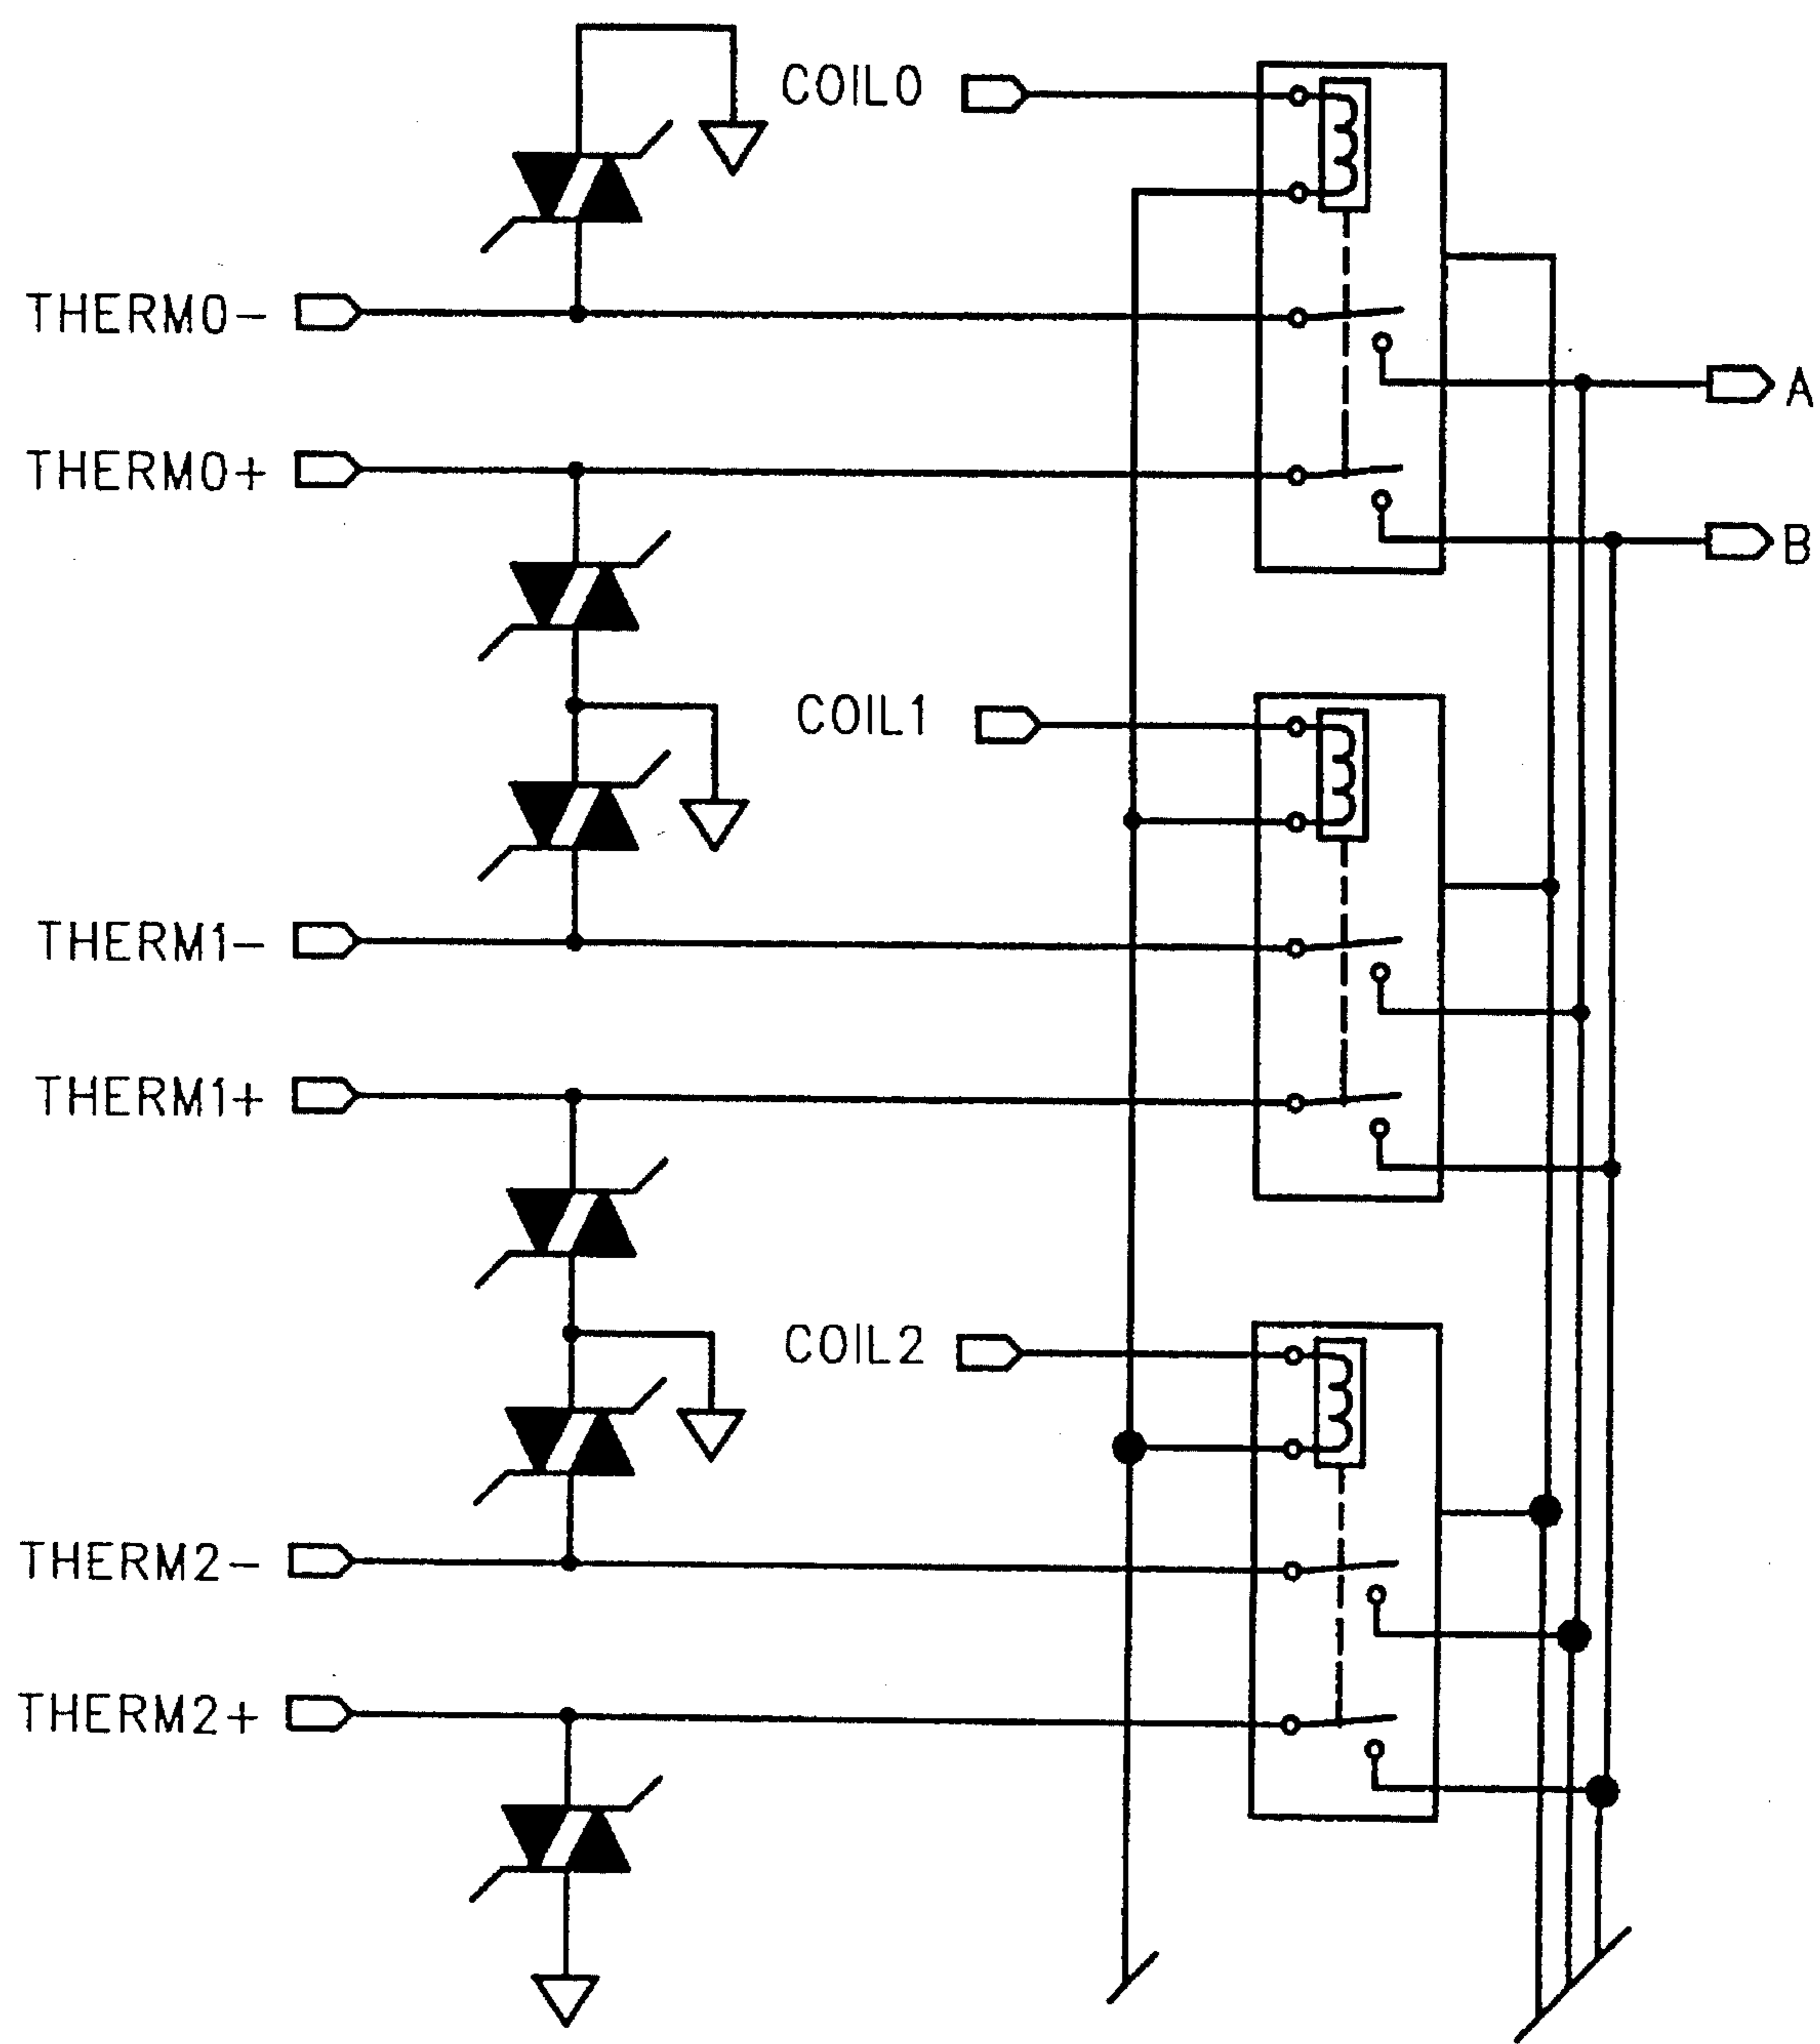 COIL0
THERM0-
A
THERM0+
B
COIL1
THERM1-
THERM1+
COIL2
THERM2-
THERM2+